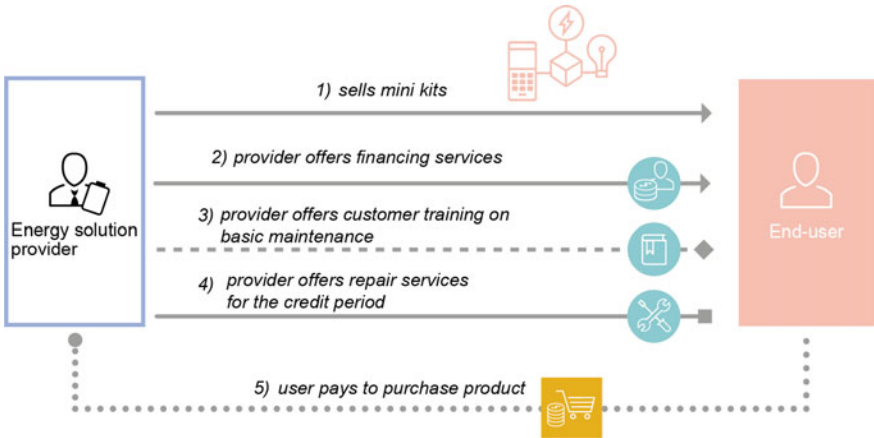 1) sells mini kits
2) provider offers financing services
3) provider offers customer training on
basic maintenance
4) provider offers repair services
for the credit period
Energy solution
provider
End-user
5) user pays to purchase product